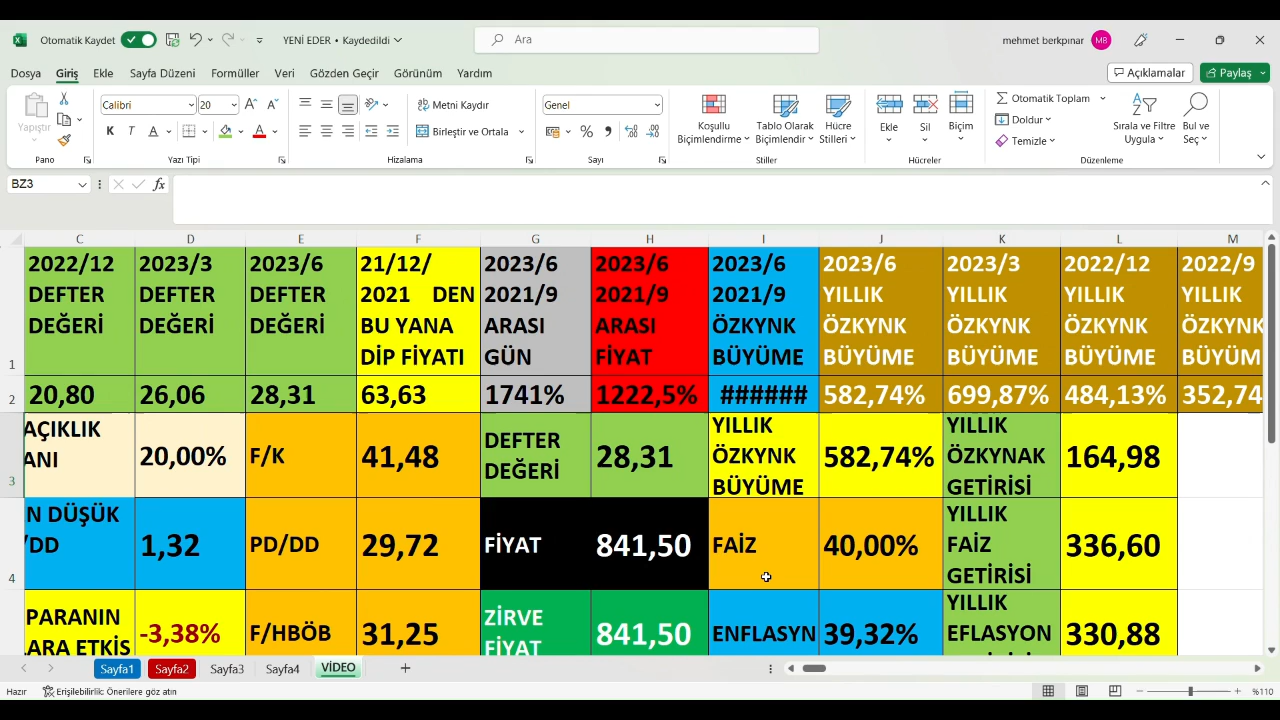 Otomatik Kaydet
YENİ EDER • Kaydedildi
Ara
mehmet berkpınar
MB
Dosya Giriş Ekle Sayfa Düzeni Formüller Veri Gözden Geçir Görünüm Yardım
Açıklamalar
Paylaş
Yapıştır
Calibri
20
K T A
Metni Kaydır
Birleştir ve Ortala
Genel
Koşullu Biçimlendirme
Tablo Olarak Biçimlendir
Hücre Stilleri
Ekle
Sil
Biçim
Otomatik Toplam
Doldur
Temizle
Sırala ve Filtre Uygula
Bul ve Seç
Pano
Yazı Tipi
Hizalama
Sayı
Stiller
Hücreler
Düzenleme
BZ3
fx
C D E F G H I J K L M
1
2022/12 DEFTER DEĞERİ
2023/3 DEFTER DEĞERİ
2023/6 DEFTER DEĞERİ
21/12/ 2021 DEN BU YANA DİP FİYATI
2023/6 2021/9 ARASI GÜN
2023/6 2021/9 ARASI FİYAT
2023/6 2021/9 ÖZKYNK BÜYÜME
2023/6 YILLIK ÖZKYNK BÜYÜME
2023/3 YILLIK ÖZKYNK BÜYÜME
2022/12 YILLIK ÖZKYNK BÜYÜME
2022/9 YILLIK ÖZKYNK BÜYÜM
2
20,80 26,06 28,31 63,63 1741% 1222,5% ###### 582,74% 699,87% 484,13% 352,74
3
AÇIKLIK ANI
20,00%
F/K
41,48
DEFTER DEĞERİ
28,31
YILLIK ÖZKYNK BÜYÜME
582,74%
YILLIK ÖZKYNAK GETİRİSİ
164,98
4
N DÜŞÜK /DD
1,32
PD/DD
29,72
FİYAT
841,50
FAİZ
40,00%
YILLIK FAİZ GETİRİSİ
336,60
PARANIN ARA ETKİS
-3,38%
F/HBÖB
31,25
ZİRVE FİYAT
841,50
ENFLASYN
39,32%
YILLIK EFLASYON
330,88
Sayfa1 Sayfa2 Sayfa3 Sayfa4 VİDEO
Hazır
Erişilebilirlik: Önerilere göz atın
%110